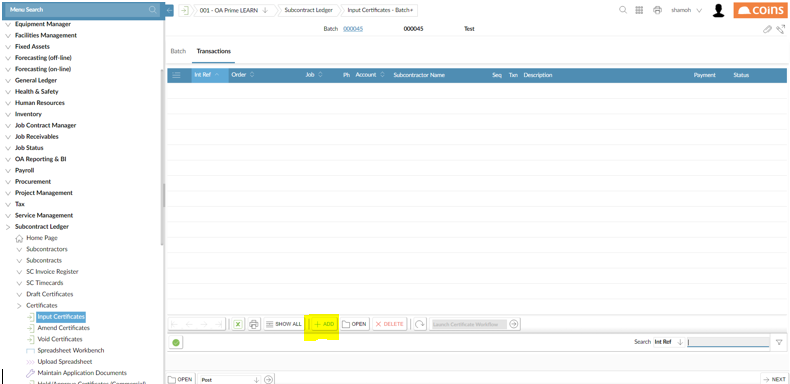 Menu Search
001 - OA Prime LEARN
Subcontract Ledger
Input Certificates - Batch+
shamoh
coins
Batch 000045 000045 Test
Batch Transactions
Int Ref Order Job Ph Account Subcontractor Name Seq Txn Description Payment Status
Equipment Manager
Facilities Management
Fixed Assets
Forecasting (off-line)
Forecasting (on-line)
General Ledger
Health & Safety
Human Resources
Inventory
Job Contract Manager
Job Receivables
Job Status
OA Reporting & BI
Payroll
Procurement
Project Management
Tax
Service Management
Subcontract Ledger
Home Page
Subcontractors
Subcontracts
SC Invoice Register
SC Timecards
Draft Certificates
Certificates
Input Certificates
Amend Certificates
Void Certificates
Spreadsheet Workbench
Upload Spreadsheet
Maintain Application Documents
Hold/Approve Certificates (Commercial)
SHOW ALL + ADD OPEN DELETE Launch Certificate Workflow
Search Int Ref
OPEN Post NEXT